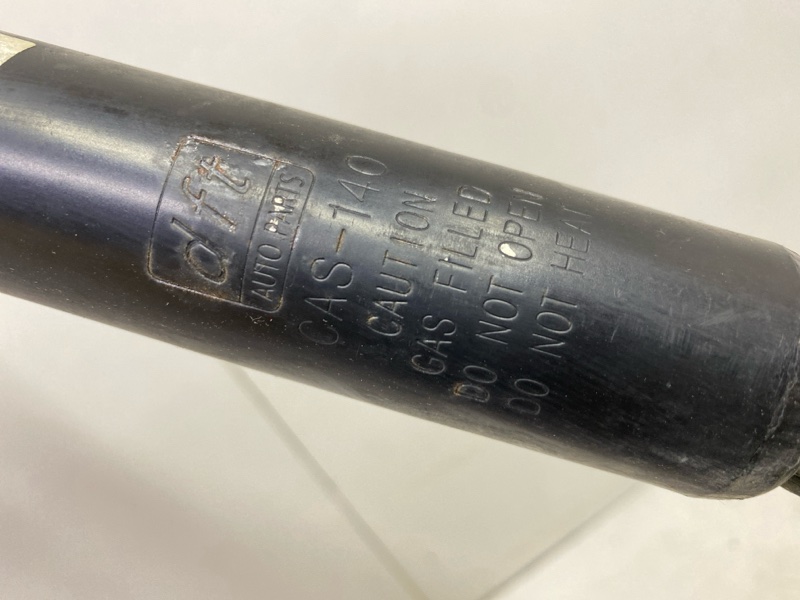 dft
AUTO PARTS
CAS-140
CAUTION
GAS FILLED
DO NOT OPEN
DO NOT HEAT